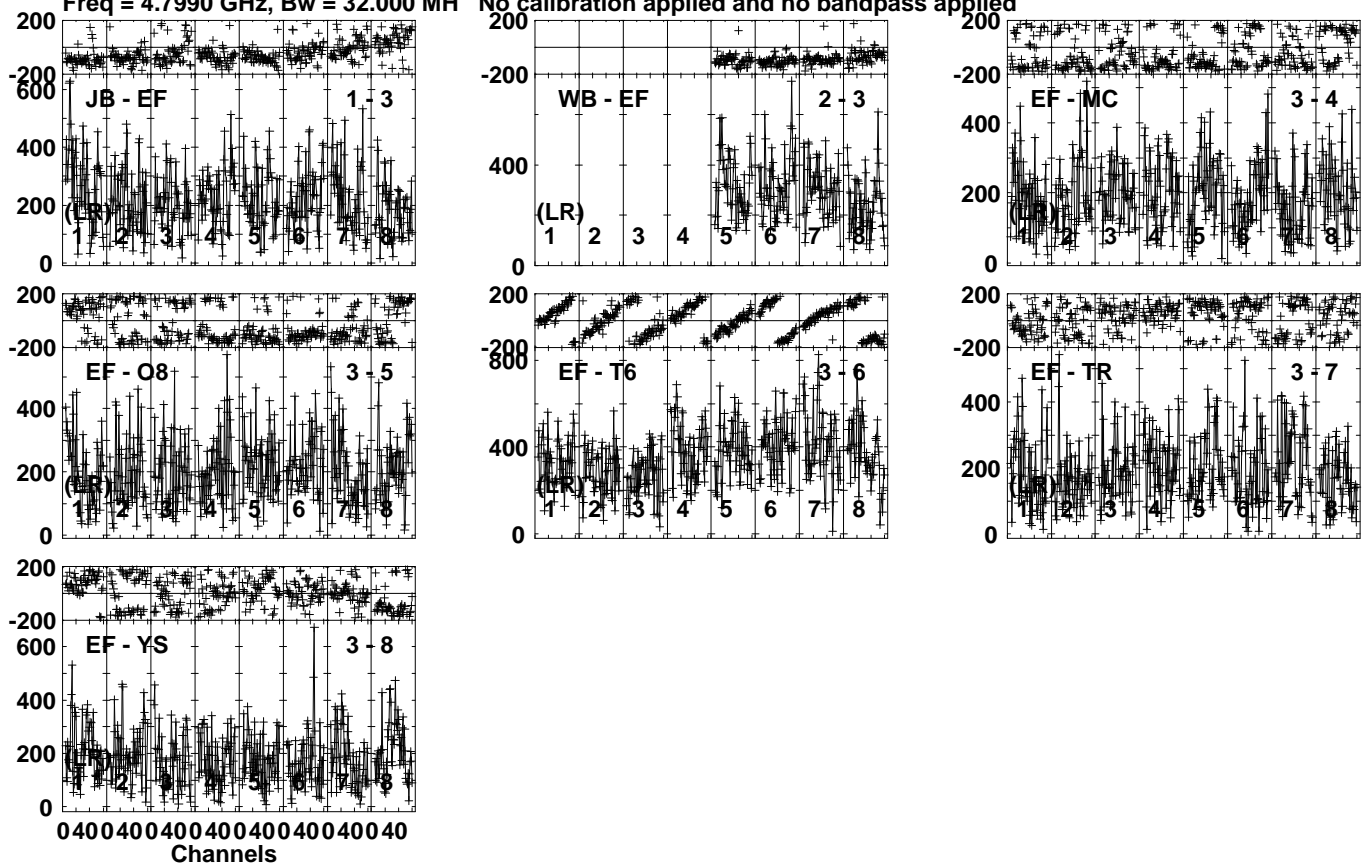 Freq = 4.7990 GHz, Bw = 32.000 MH No calibration applied and no bandpass applied
200
-200
600
400
200
0
JB - EF 1 - 3
(LR)
1 2 3 4 5 6 7 8
200
-200
400
0
WB - EF 2 - 3
(LR)
1 2 3 4 5 6 7 8
200
-200
400
200
0
EF - MC 3 - 4
(LR)
1 2 3 4 5 6 7 8
200
-200
400
200
0
EF - O8 3 - 5
(LR)
1 2 3 4 5 6 7 8
200
-200
800
400
0
EF - T6 3 - 6
(LR)
1 2 3 4 5 6 7 8
200
-200
400
200
0
EF - TR 3 - 7
(LR)
1 2 3 4 5 6 7 8
200
-200
600
400
200
0
EF - YS 3 - 8
(LR)
1 2 3 4 5 6 7 8
0 40 0 40 0 40 0 40 0 40 0 40 0 40 0 40
Channels